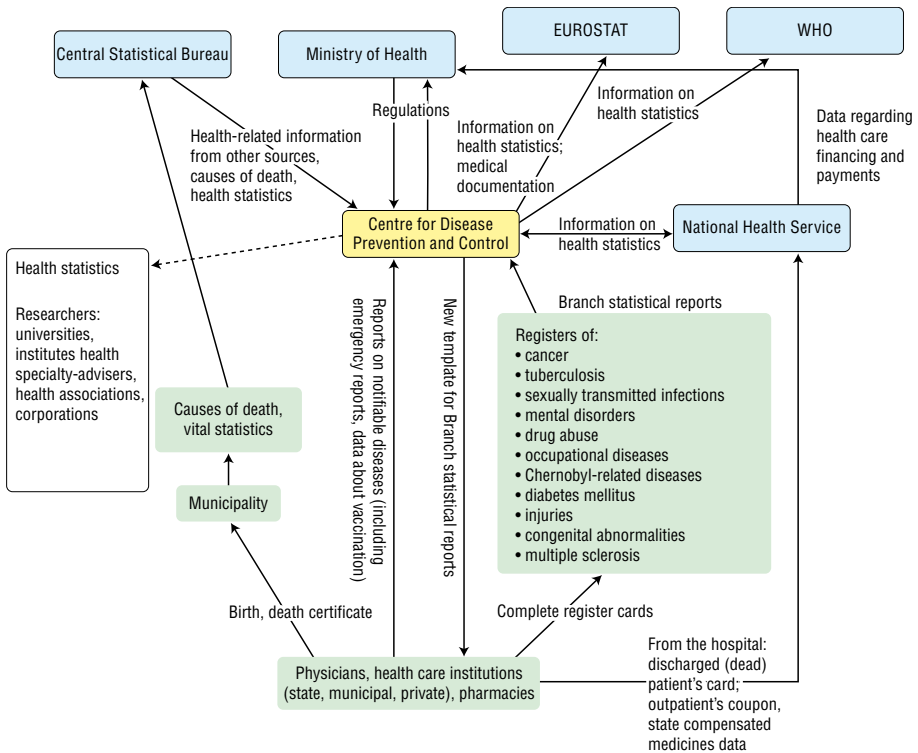 EUROSTAT
WHO
Central Statistical Bureau
Ministry of Health
Regulations
Information on
health statistics
Data regarding
health care
financing and
payments
Health-related information
from other sources,
causes of death,
health statistics
Information on
health statistics;
medical
documentation
Centre for Disease
Prevention and Control
Information on
health statistics
National Health Service
Health statistics
Researchers:
universities,
institutes health
specialty-advisers,
health associations,
corporations
Reports on notifiable diseases (including
emergency reports, data about vaccination)
New template for Branch statistical reports
Branch statistical reports
Registers of:
• cancer
• tuberculosis
• sexually transmitted infections
• mental disorders
• drug abuse
• occupational diseases
• Chernobyl-related diseases
• diabetes mellitus
• injuries
• congenital abnormalities
• multiple sclerosis
Causes of death,
vital statistics
Municipality
Birth, death certificate
Complete register cards
Physicians, health care institutions
(state, municipal, private), pharmacies
From the hospital:
discharged (dead)
patient's card;
outpatient's coupon,
state compensated
medicines data